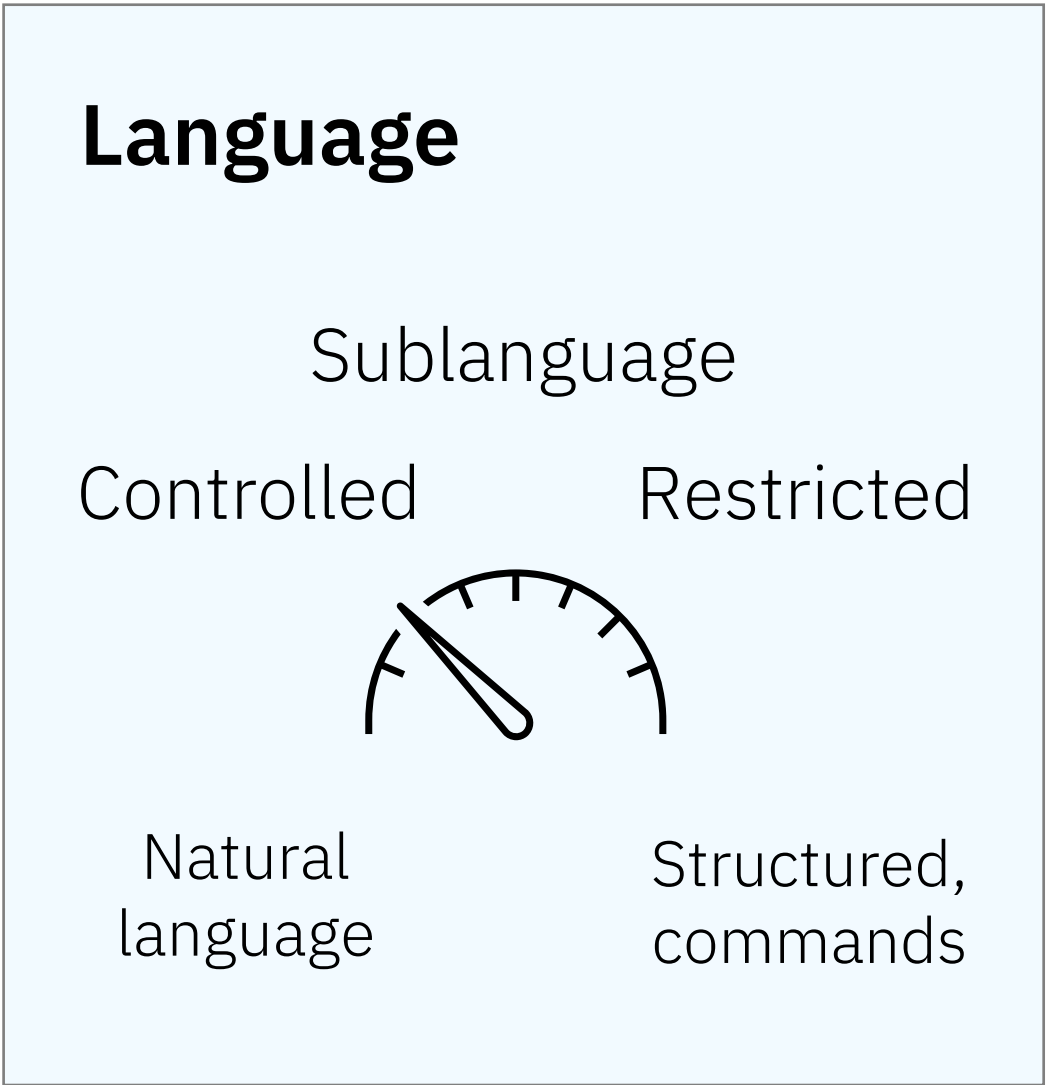 Language
Sublanguage
Controlled
Restricted
Natural
language
Structured,
commands